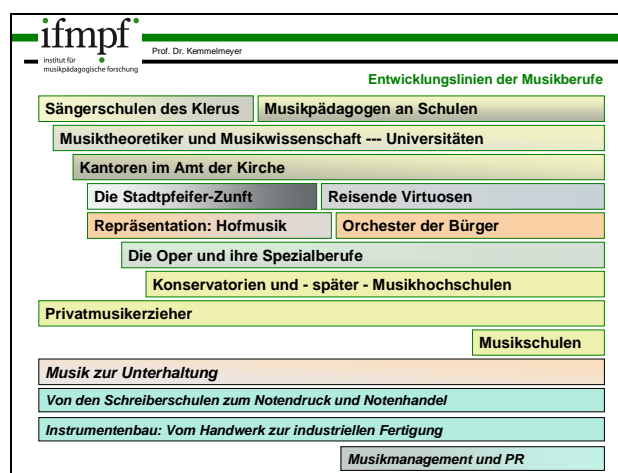 ifmpf
institut für
musikpädagogische forschung
Prof. Dr. Kemmelmeyer
Entwicklungslinien der Musikberufe
Sängerschulen des Klerus
Musikpädagogen an Schulen
Musiktheoretiker und Musikwissenschaft --- Universitäten
Kantoren im Amt der Kirche
Die Stadtpfeifer-Zunft
Reisende Virtuosen
Repräsentation: Hofmusik
Orchester der Bürger
Die Oper und ihre Spezialberufe
Konservatorien und - später - Musikhochschulen
Privatmusikerzieher
Musikschulen
Musik zur Unterhaltung
Von den Schreiberschulen zum Notendruck und Notenhandel
Instrumentenbau: Vom Handwerk zur industriellen Fertigung
Musikmanagement und PR